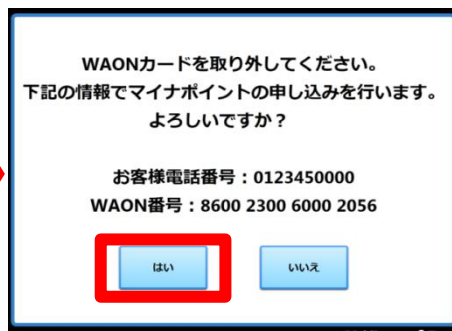 WAONカードを取り外してください。
下記の情報でマイナポイントの申し込みを行います。
よろしいですか？
お客様電話番号：0123450000
WAON番号：8600 2300 6000 2056
はい
いいえ